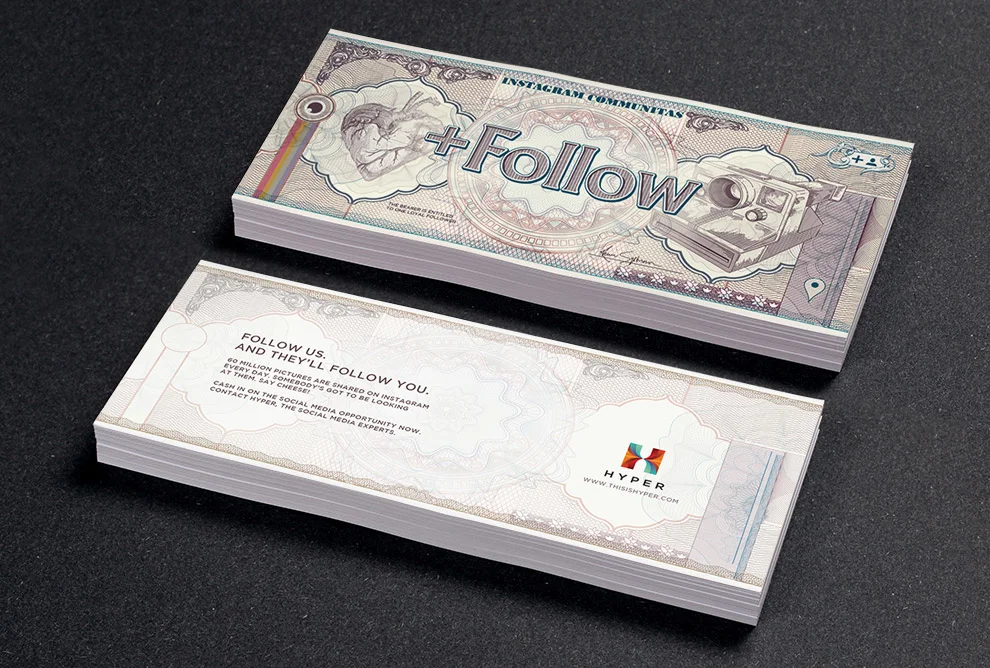 INSTAGRAM COMMUNITAS
+Follow
THE BEARER IS ENTITLED
TO ONE LOYAL FOLLOWER
FOLLOW US.
AND THEY'LL FOLLOW YOU.
60 MILLION PICTURES ARE SHARED ON INSTAGRAM
EVERY DAY. SOMEBODY'S GOT TO BE LOOKING
AT THEM. SAY CHEESE!
CASH IN ON THE SOCIAL MEDIA OPPORTUNITY NOW.
CONTACT HYPER, THE SOCIAL MEDIA EXPERTS.
HYPER
WWW.THISISHYPER.COM